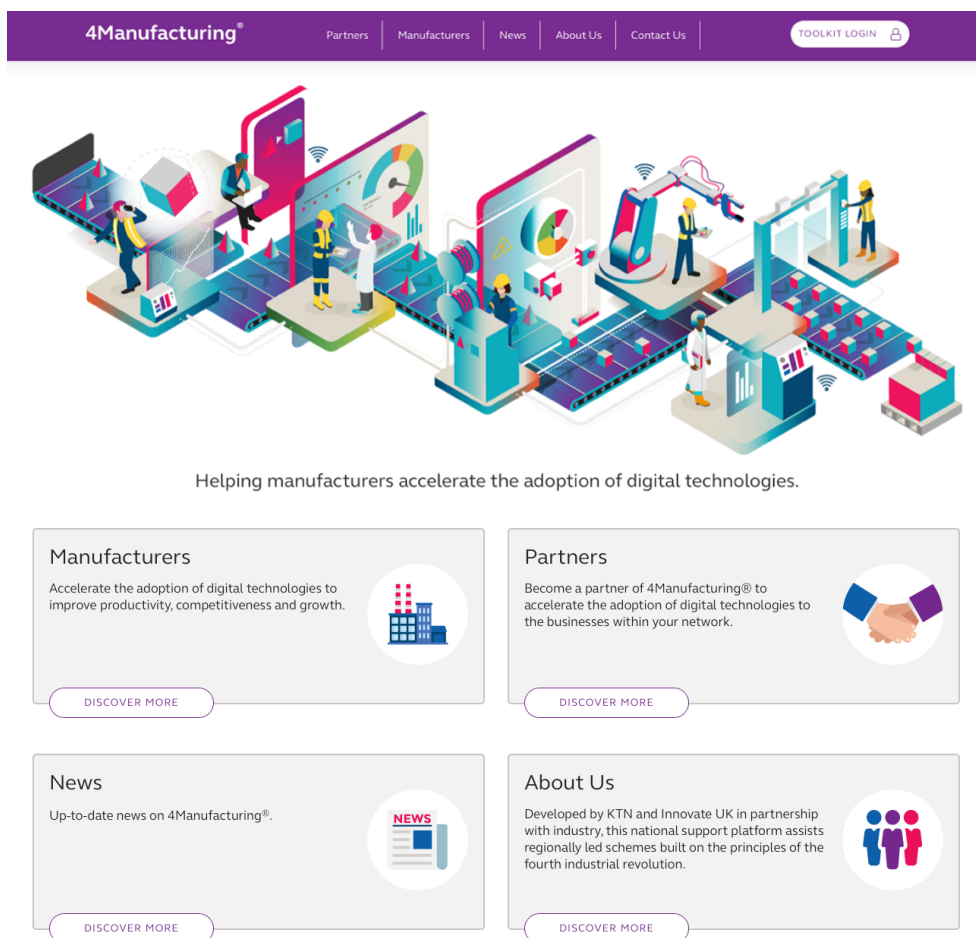 4Manufacturing®
Partners
Manufacturers
News
About Us
Contact Us
TOOLKIT LOGIN
Helping manufacturers accelerate the adoption of digital technologies.
Manufacturers
Accelerate the adoption of digital technologies to
improve productivity, competitiveness and growth.
DISCOVER MORE
Partners
Become a partner of 4Manufacturing® to
accelerate the adoption of digital technologies to
the businesses within your network.
DISCOVER MORE
News
Up-to-date news on 4Manufacturing®.
NEWS
DISCOVER MORE
About Us
Developed by KTN and Innovate UK in partnership
with industry, this national support platform assists
regionally led schemes built on the principles of the
fourth industrial revolution.
DISCOVER MORE